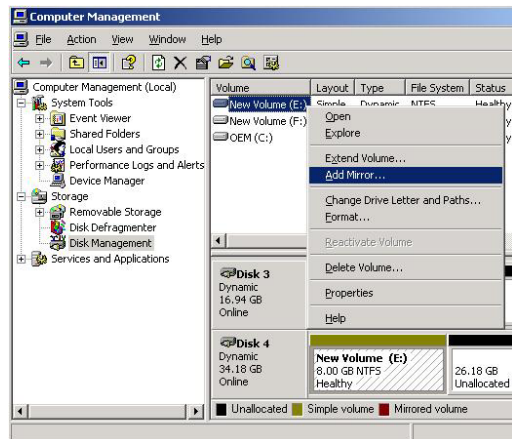 Computer Management
File Action View Window Help
Computer Management (Local)
System Tools
Event Viewer
Shared Folders
Local Users and Groups
Performance Logs and Alerts
Device Manager
Storage
Removable Storage
Disk Defragmenter
Disk Management
Services and Applications
Volume Layout Type File System Status
New Volume (E:) Simple Dynamic NTFS Healthy
New Volume (F:)
OEM (C:)
Open
Explore
Extend Volume...
Add Mirror...
Change Drive Letter and Paths...
Format...
Reactivate Volume
Delete Volume...
Properties
Help
Disk 3
Dynamic
16.94 GB
Online
Disk 4
Dynamic
34.18 GB
Online
New Volume (E:)
8.00 GB NTFS
Healthy
26.18 GB
Unallocated
Unallocated Simple volume Mirrored volume